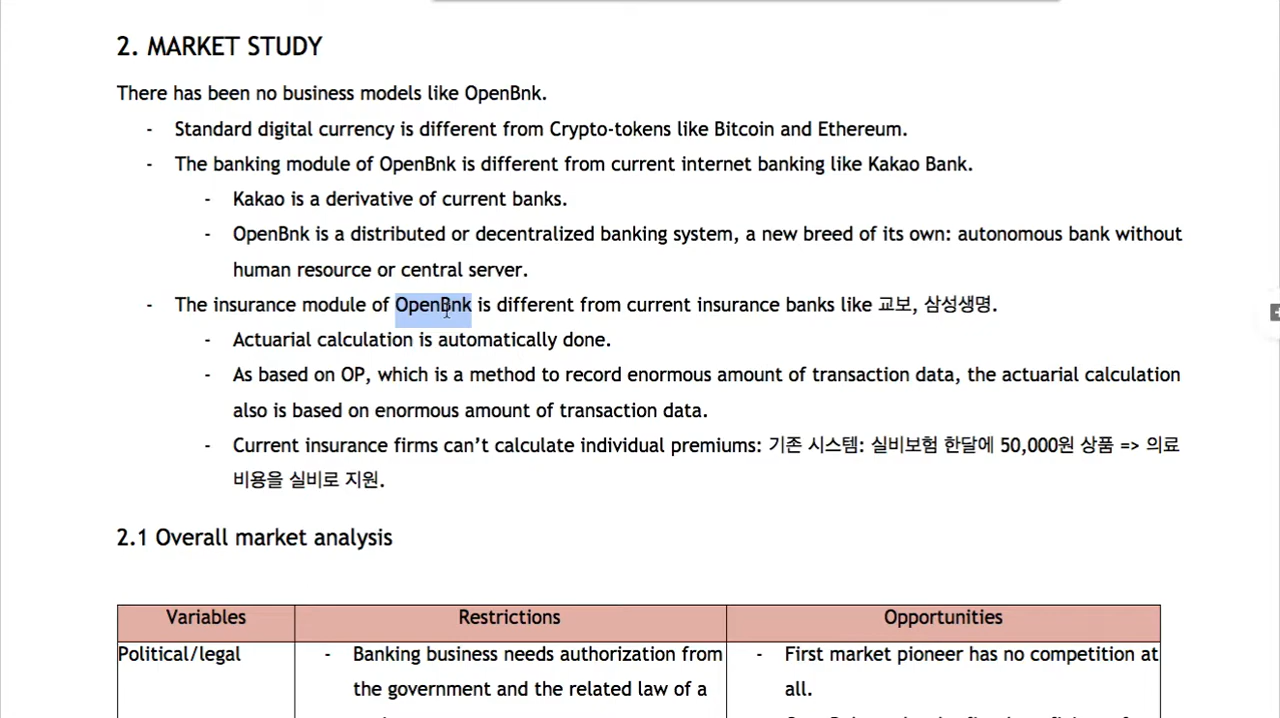 2. MARKET STUDY
There has been no business models like OpenBnk.
- Standard digital currency is different from Crypto-tokens like Bitcoin and Ethereum.
- The banking module of OpenBnk is different from current internet banking like Kakao Bank.
- Kakao is a derivative of current banks.
- OpenBnk is a distributed or decentralized banking system, a new breed of its own: autonomous bank without
human resource or central server.
- The insurance module of OpenBnk is different from current insurance banks like 교보, 삼성생명.
- Actuarial calculation is automatically done.
- As based on OP, which is a method to record enormous amount of transaction data, the actuarial calculation
also is based on enormous amount of transaction data.
- Current insurance firms can’t calculate individual premiums: 기존 시스템: 실비보험 한달에 50,000원 상품 => 의료
비용을 실비로 지원.
2.1 Overall market analysis
Variables Restrictions Opportunities
Political/legal - Banking business needs authorization from - First market pioneer has no competition at
the government and the related law of a all.